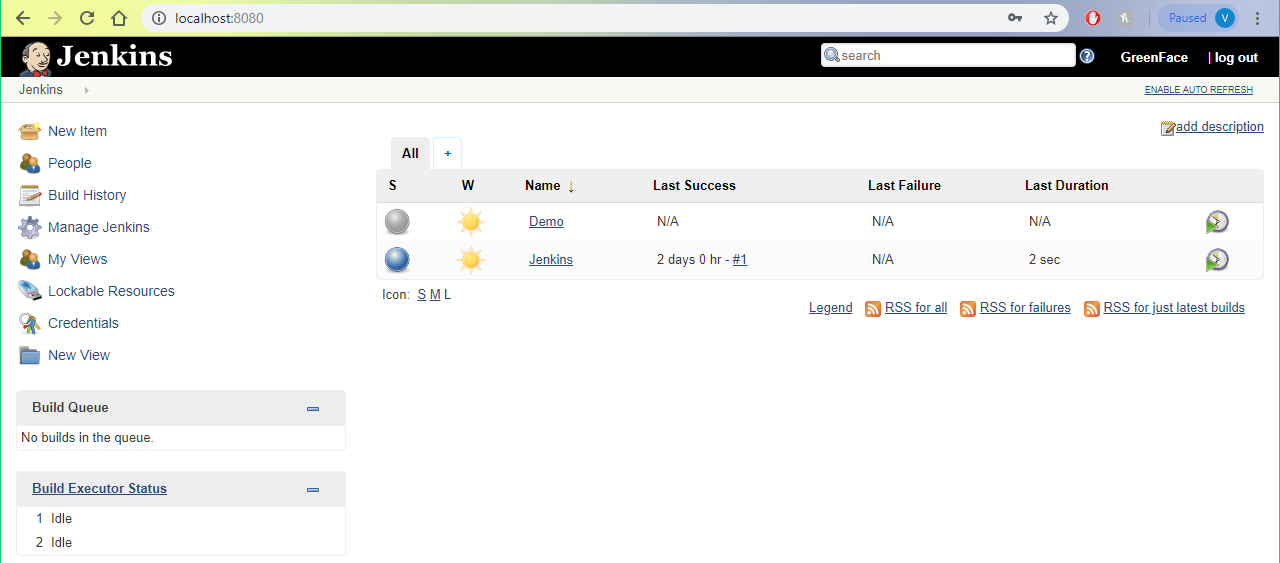 localhost:8080
Paused V
Jenkins
search
GreenFace | log out
Jenkins
ENABLE AUTO REFRESH
New Item
People
Build History
Manage Jenkins
My Views
Lockable Resources
Credentials
New View
Build Queue
No builds in the queue.
Build Executor Status
1 Idle
2 Idle
add description
All +
S W Name ↓ Last Success Last Failure Last Duration
Demo N/A N/A N/A
Jenkins 2 days 0 hr - #1 N/A 2 sec
Icon: S M L
Legend RSS for all RSS for failures RSS for just latest builds